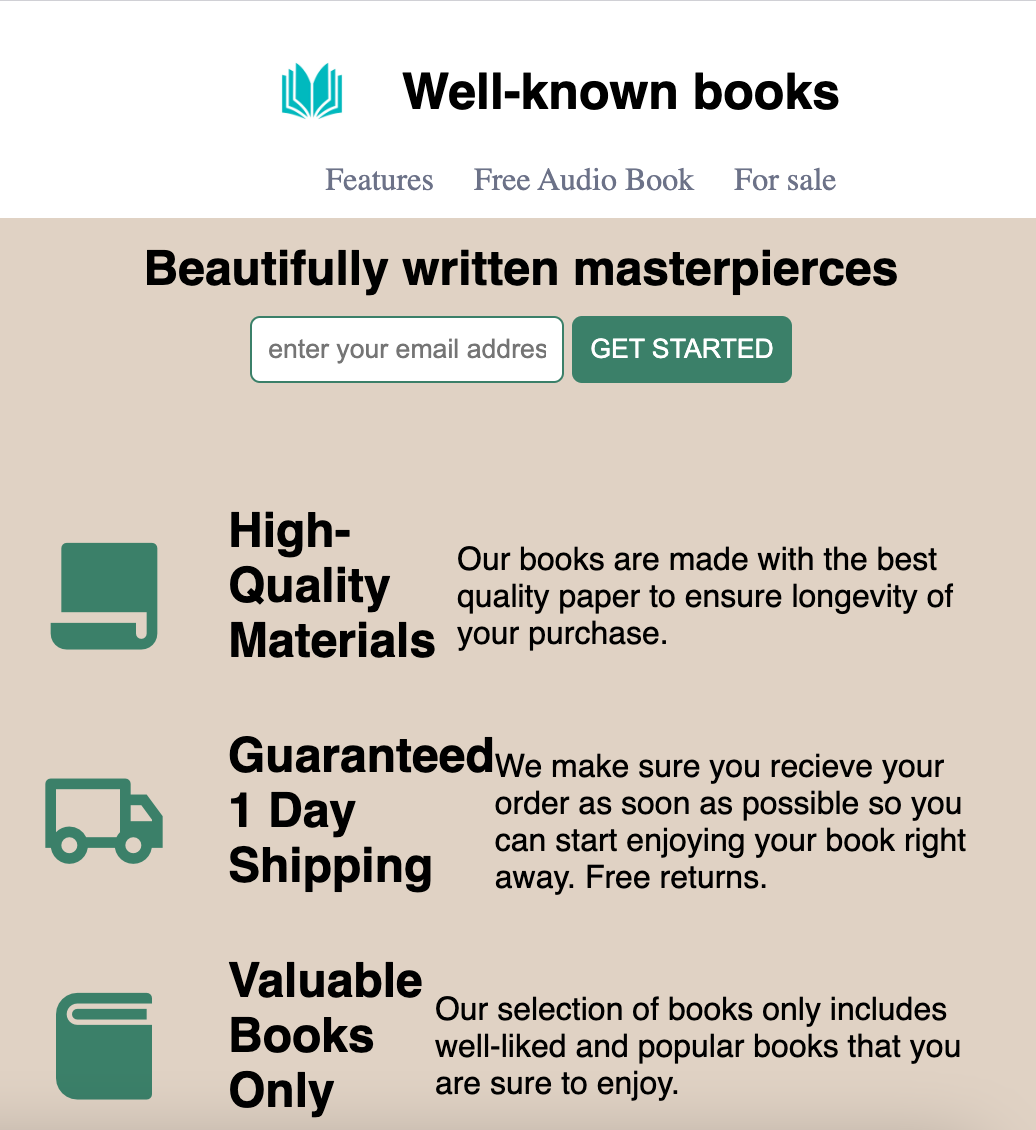 Well-known books
Features Free Audio Book For sale
Beautifully written masterpierces
enter your email addres GET STARTED
High-
Quality
Materials
Our books are made with the best
quality paper to ensure longevity of
your purchase.
Guaranteed
1 Day
Shipping
We make sure you recieve your
order as soon as possible so you
can start enjoying your book right
away. Free returns.
Valuable
Books
Only
Our selection of books only includes
well-liked and popular books that you
are sure to enjoy.